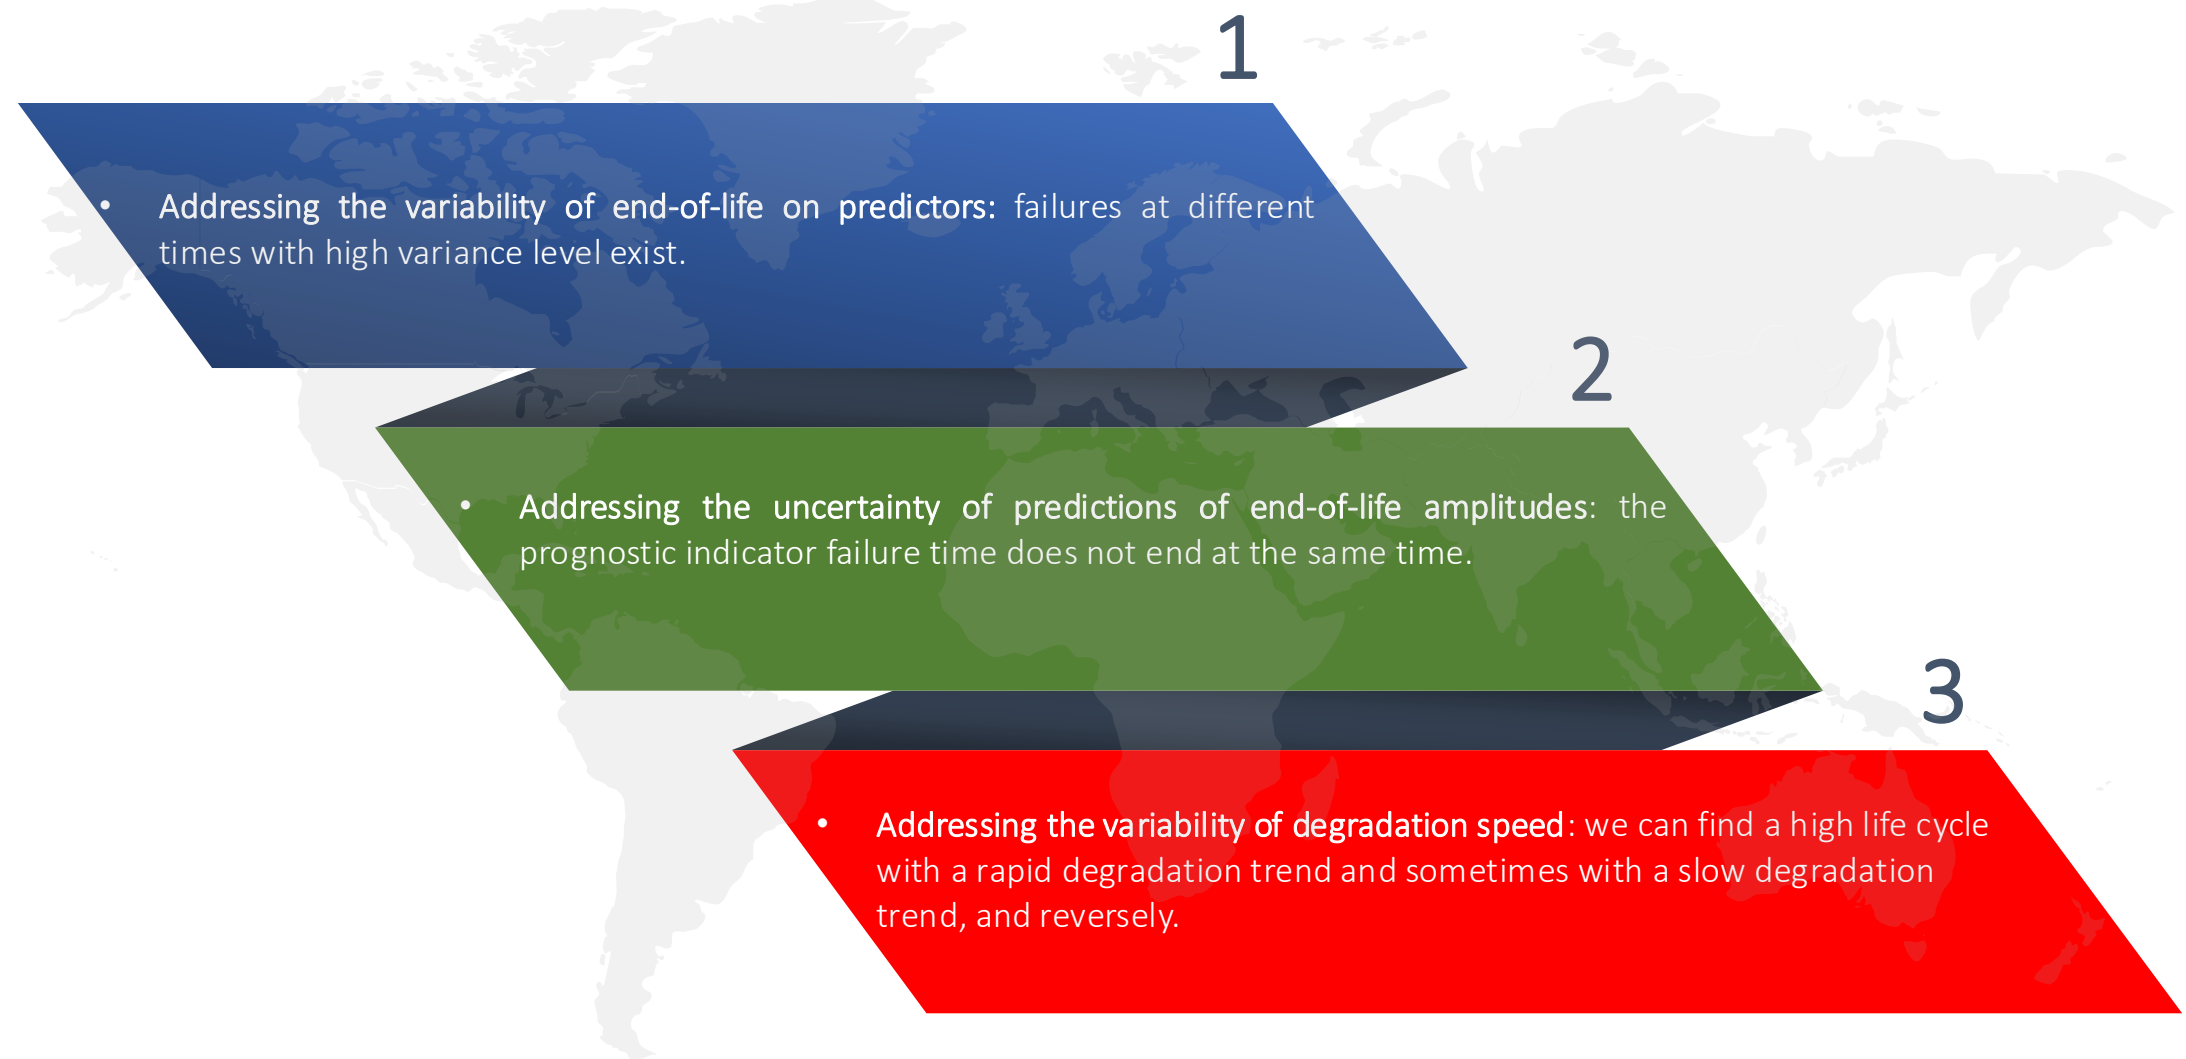 1
• Addressing the variability of end-of-life on predictors: failures at different
times with high variance level exist.
2
• Addressing the uncertainty of predictions of end-of-life amplitudes: the
prognostic indicator failure time does not end at the same time.
3
• Addressing the variability of degradation speed: we can find a high life cycle
with a rapid degradation trend and sometimes with a slow degradation
trend, and reversely.